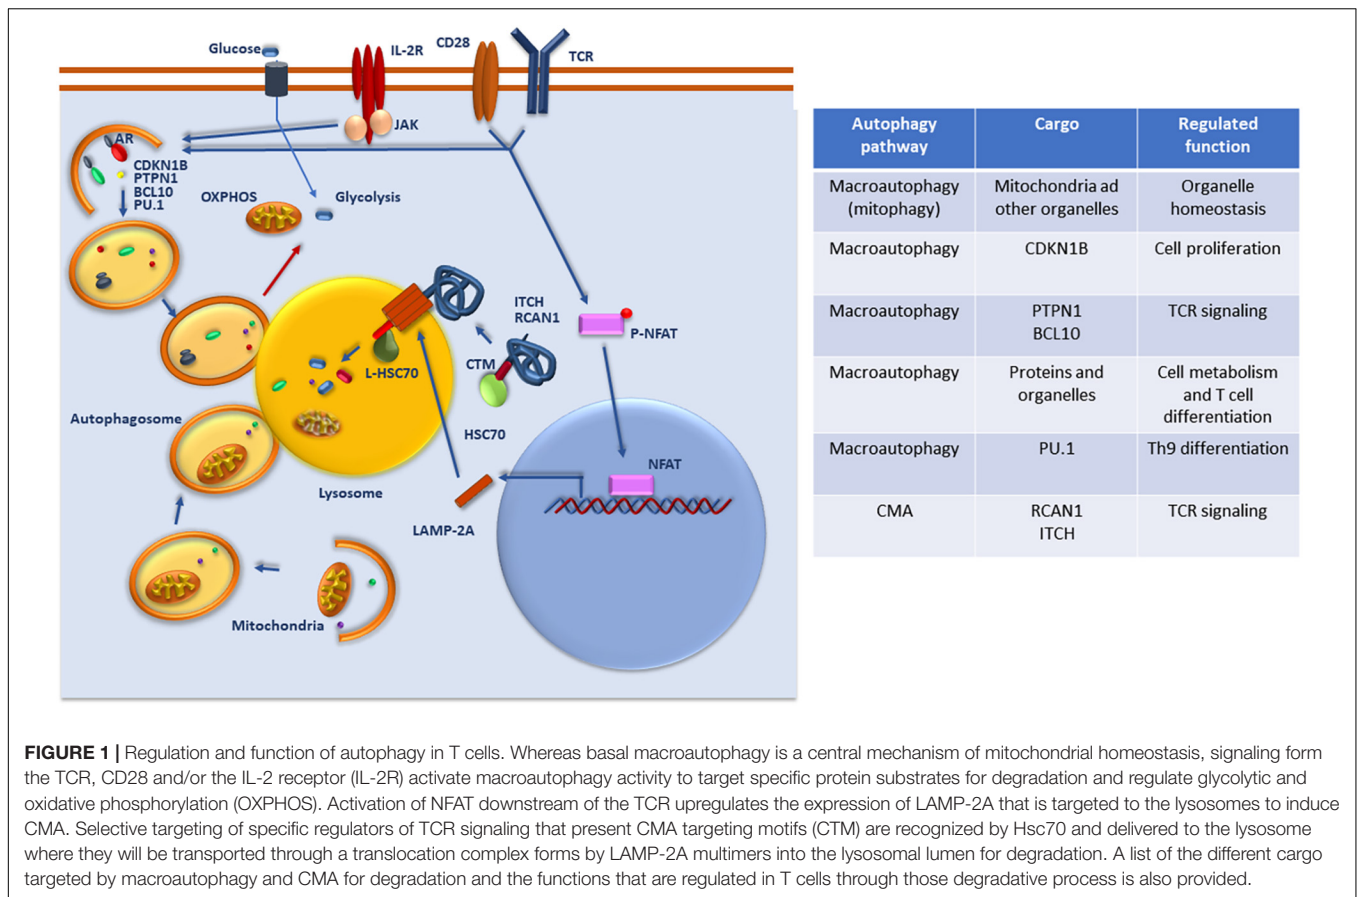 Glucose
IL-2R
CD28
TCR
JAK
AR
CDKN1B
PTPN1
BCL10
PU.1
OXPHOS
Glycolysis
ITCH
RCAN1
P-NFAT
CTM
L-HSC70
Autophagosome
HSC70
NFAT
Lysosome
LAMP-2A
Mitochondria
Autophagy pathway
Cargo
Regulated function
Macroautophagy (mitophagy)
Mitochondria ad other organelles
Organelle homeostasis
Macroautophagy
CDKN1B
Cell proliferation
Macroautophagy
PTPN1
BCL10
TCR signaling
Macroautophagy
Proteins and organelles
Cell metabolism and T cell differentiation
Macroautophagy
PU.1
Th9 differentiation
CMA
RCAN1
ITCH
TCR signaling
FIGURE 1 | Regulation and function of autophagy in T cells. Whereas basal macroautophagy is a central mechanism of mitochondrial homeostasis, signaling form
the TCR, CD28 and/or the IL-2 receptor (IL-2R) activate macroautophagy activity to target specific protein substrates for degradation and regulate glycolytic and
oxidative phosphorylation (OXPHOS). Activation of NFAT downstream of the TCR upregulates the expression of LAMP-2A that is targeted to the lysosomes to induce
CMA. Selective targeting of specific regulators of TCR signaling that present CMA targeting motifs (CTM) are recognized by Hsc70 and delivered to the lysosome
where they will be transported through a translocation complex forms by LAMP-2A multimers into the lysosomal lumen for degradation. A list of the different cargo
targeted by macroautophagy and CMA for degradation and the functions that are regulated in T cells through those degradative process is also provided.